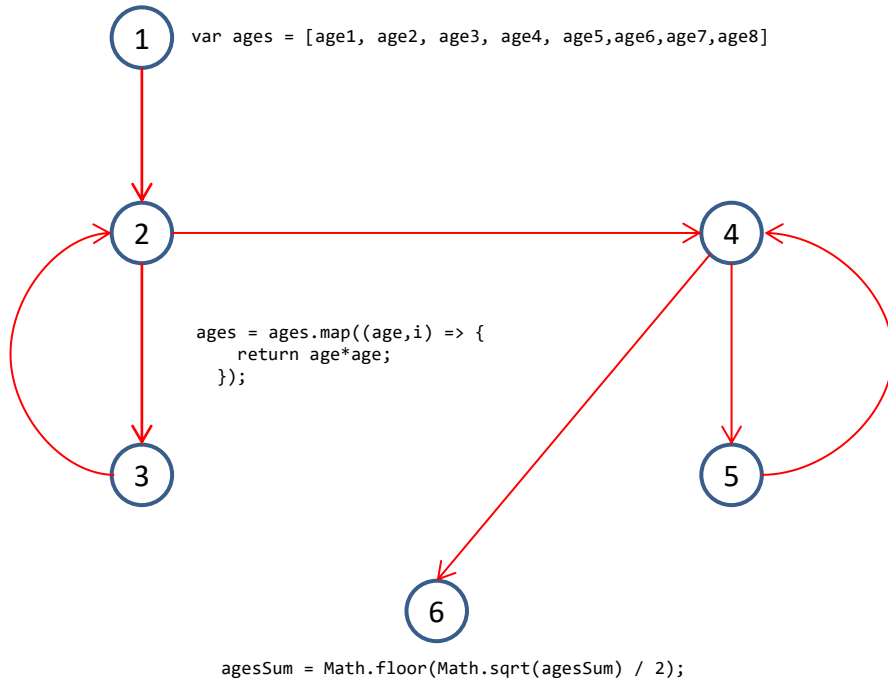 1
var ages = [age1, age2, age3, age4, age5,age6,age7,age8]
2
4
ages = ages.map((age,i) => {
return age*age;
});
3
5
6
agesSum = Math.floor(Math.sqrt(agesSum) / 2);